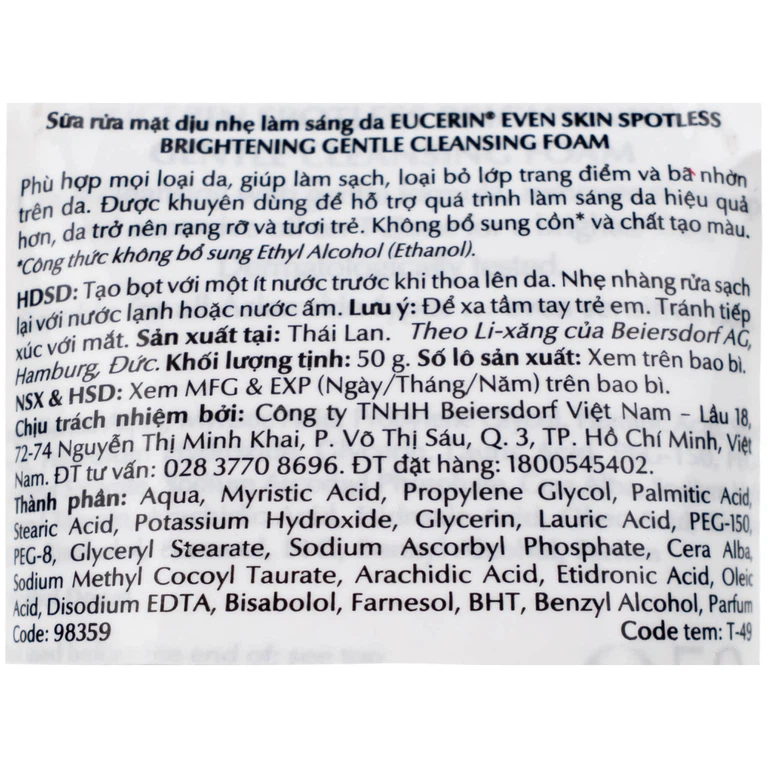 Sữa rửa mặt dịu nhẹ làm sáng da EUCERIN® EVEN SKIN SPOTLESS
BRIGHTENING GENTLE CLEANSING FOAM
Phù hợp mọi loại da, giúp làm sạch, loại bỏ lớp trang điểm và bã nhờn
trên da. Được khuyên dùng để hỗ trợ quá trình làm sáng da hiệu quả
hơn, da trở nên rạng rỡ và tươi trẻ. Không bổ sung cồn* và chất tạo màu.
*Công thức không bổ sung Ethyl Alcohol (Ethanol).
HDSD: Tạo bọt với một ít nước trước khi thoa lên da. Nhẹ nhàng rửa sạch
lại với nước lạnh hoặc nước ấm. Lưu ý: Để xa tầm tay trẻ em. Tránh tiếp
xúc với mắt. Sản xuất tại: Thái Lan. Theo Li-xăng của Beiersdorf AG,
Hamburg, Đức. Khối lượng tịnh: 50 g. Số lô sản xuất: Xem trên bao bì.
NSX & HSD: Xem MFG & EXP (Ngày/Tháng/Năm) trên bao bì.
Chịu trách nhiệm bởi: Công ty TNHH Beiersdorf Việt Nam – Lầu 18,
72-74 Nguyễn Thị Minh Khai, P. Võ Thị Sáu, Q. 3, TP. Hồ Chí Minh, Việt
Nam. ĐT tư vấn: 028 3770 8696. ĐT đặt hàng: 1800545402.
Thành phần: Aqua, Myristic Acid, Propylene Glycol, Palmitic Acid,
Stearic Acid, Potassium Hydroxide, Glycerin, Lauric Acid, PEG-150,
PEG-8, Glyceryl Stearate, Sodium Ascorbyl Phosphate, Cera Alba,
Sodium Methyl Cocoyl Taurate, Arachidic Acid, Etidronic Acid, Oleic
Acid, Disodium EDTA, Bisabolol, Farnesol, BHT, Benzyl Alcohol, Parfum
Code: 98359 Code tem: T-49